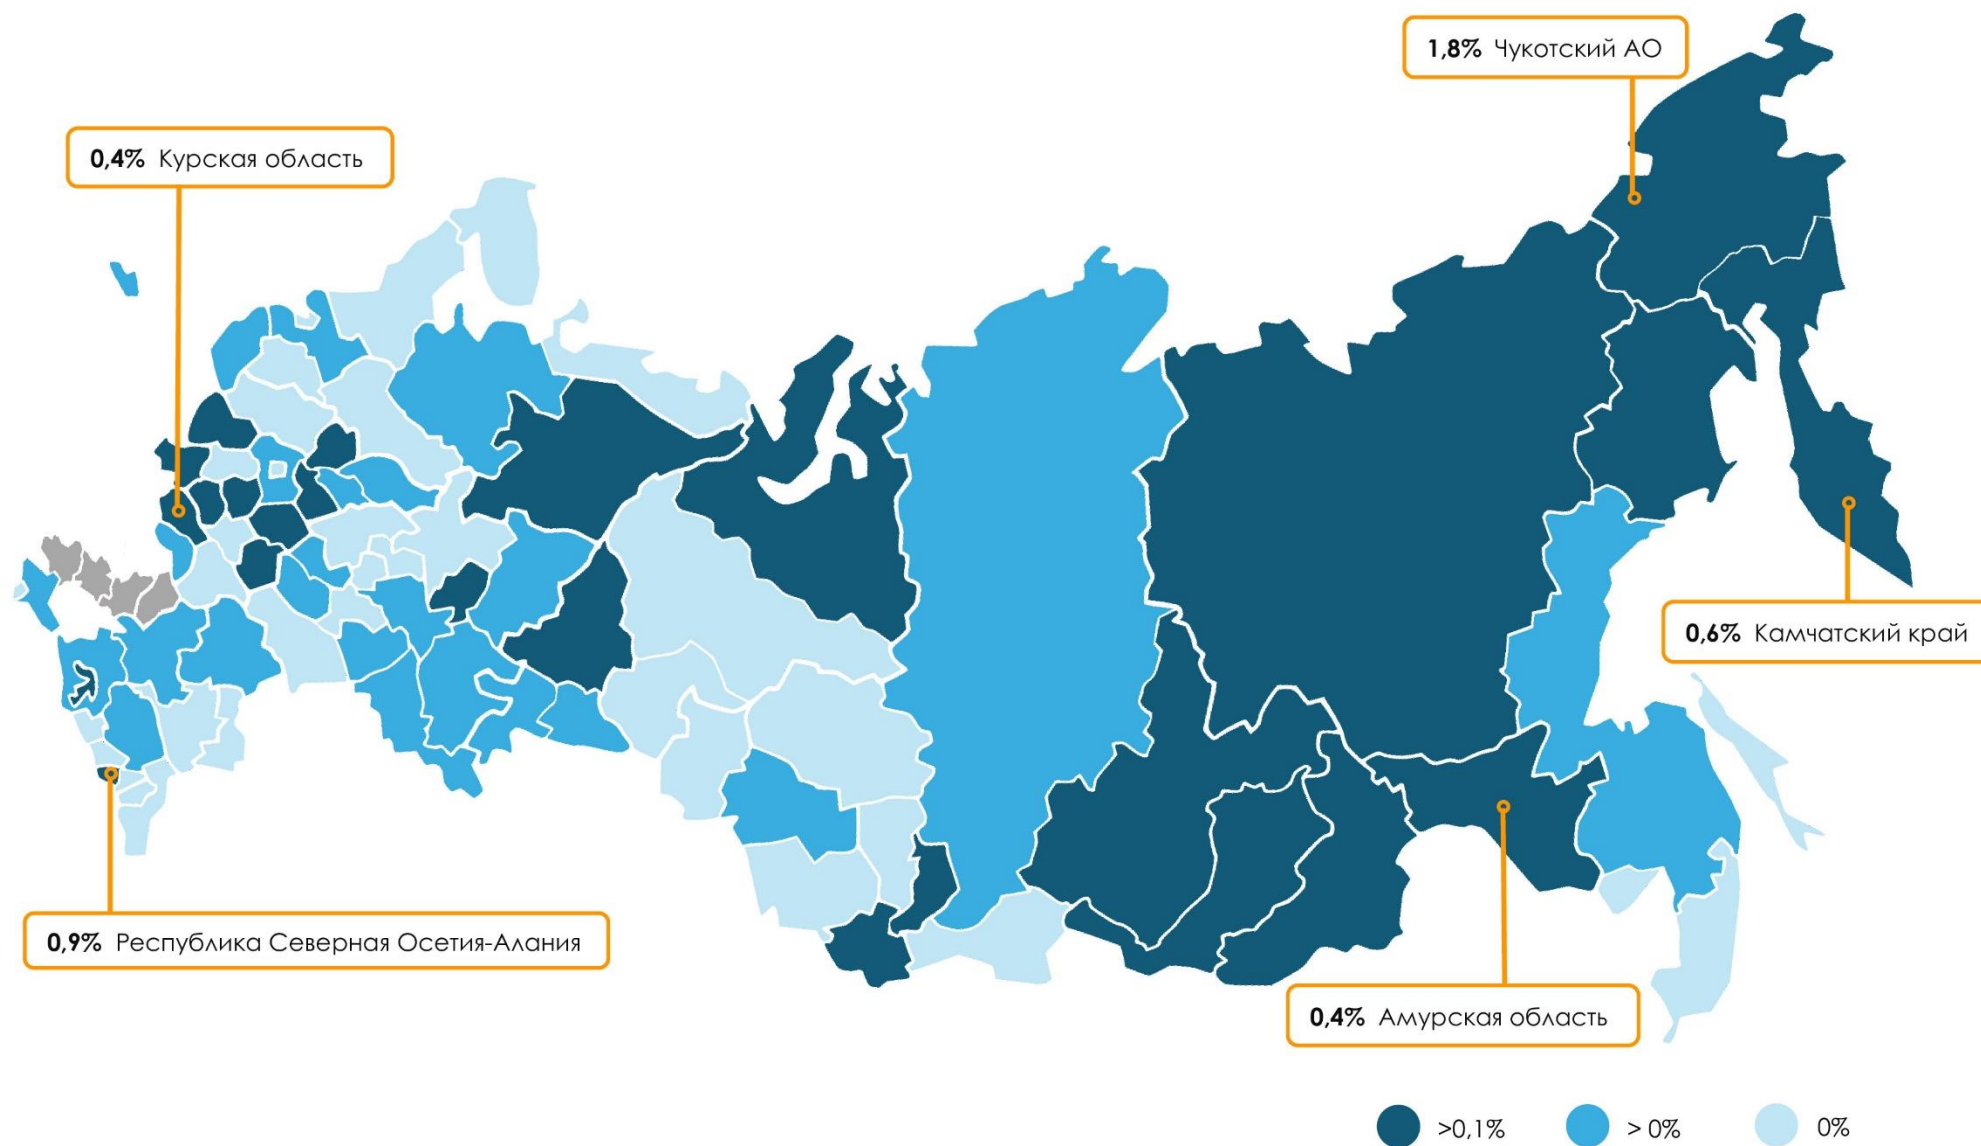 1,8% Чукотский АО
0,4% Курская область
0,6% Камчатский край
0,9% Республика Северная Осетия-Алания
0,4% Амурская область
>0,1%
> 0%
0%